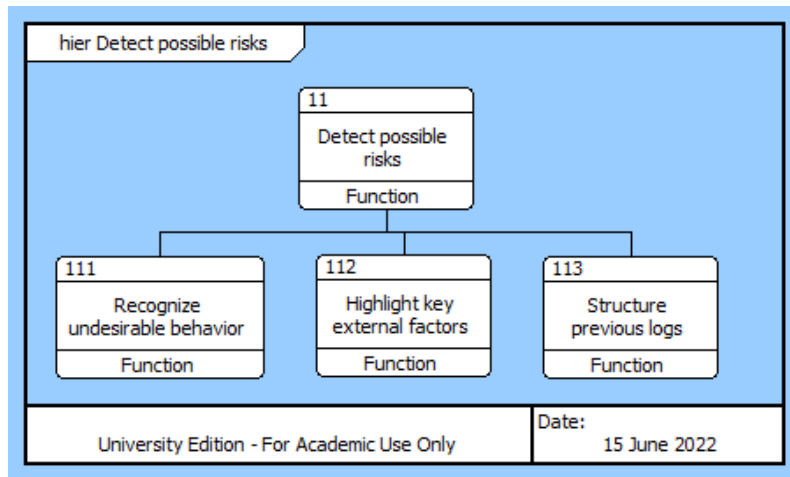 hier Detect possible risks
11
Detect possible
risks
Function
111
Recognize
undesirable behavior
Function
112
Highlight key
external factors
Function
113
Structure
previous logs
Function
University Edition - For Academic Use Only
Date:
15 June 2022